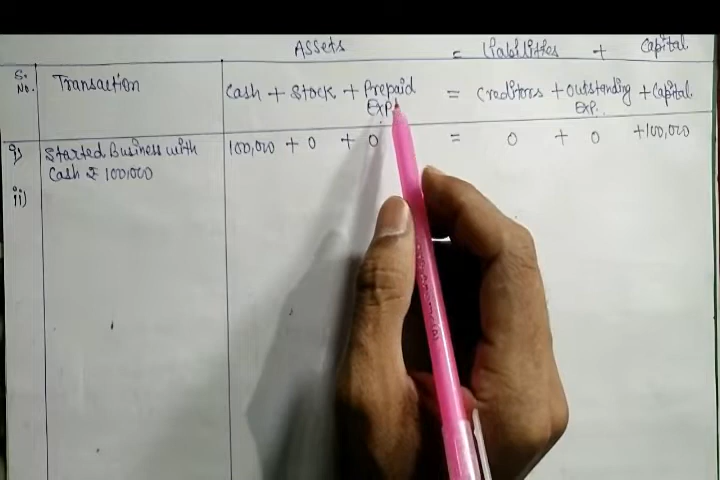 Assets = Liabilities + Capital
S. No. Transaction Cash + Stock + Prepaid Exp. = Creditors + Outstanding Exp. + Capital
i) Started Business with 100,000 + 0 + 0 = 0 + 0 + 100,000
Cash ₹ 100,000
ii)